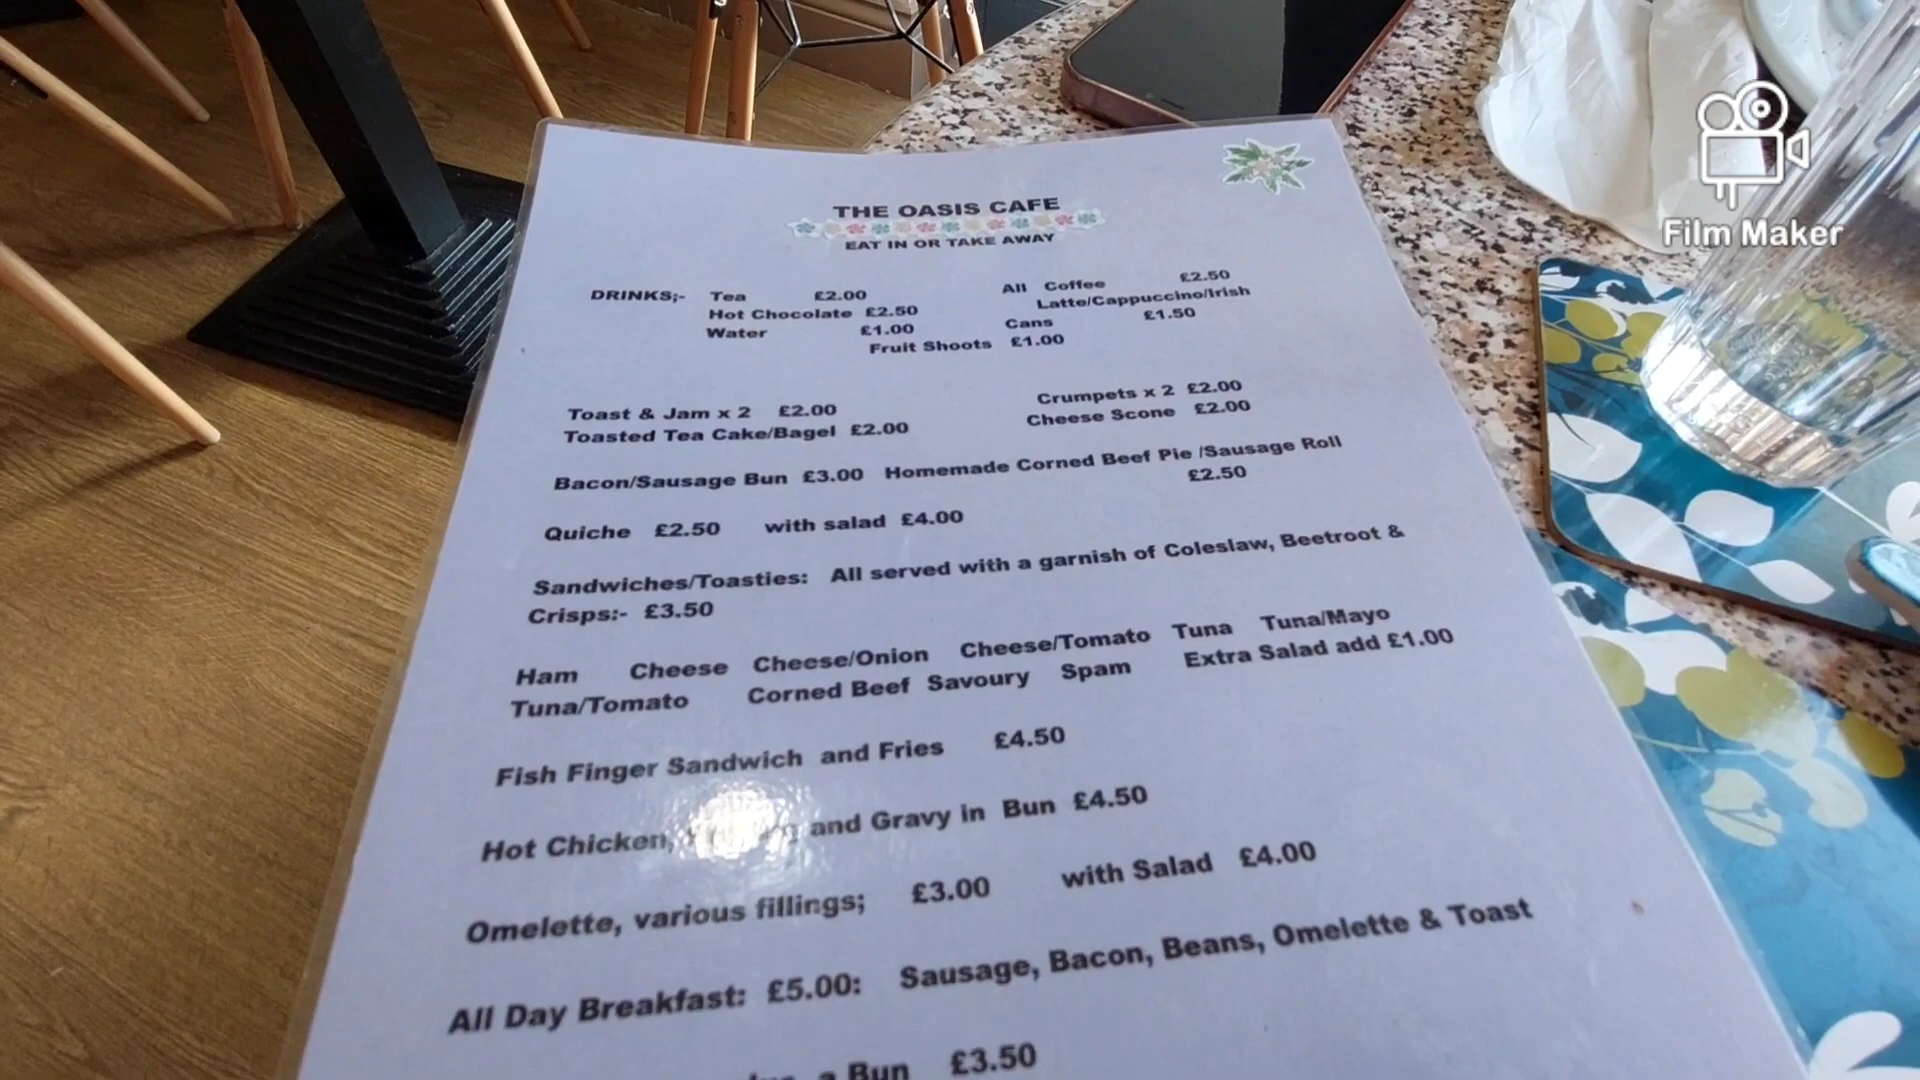 THE OASIS CAFE
EAT IN OR TAKE AWAY
DRINKS;- Tea £2.00 All Coffee £2.50
Hot Chocolate £2.50 Latte/Cappuccino/Irish
Water £1.00 Cans £1.50
Fruit Shoots £1.00
Toast & Jam x 2 £2.00 Crumpets x 2 £2.00
Toasted Tea Cake/Bagel £2.00 Cheese Scone £2.00
Bacon/Sausage Bun £3.00 Homemade Corned Beef Pie /Sausage Roll
£2.50
Quiche £2.50 with salad £4.00
Sandwiches/Toasties: All served with a garnish of Coleslaw, Beetroot &
Crisps:- £3.50
Ham Cheese Cheese/Onion Cheese/Tomato Tuna Tuna/Mayo
Tuna/Tomato Corned Beef Savoury Spam Extra Salad add £1.00
Fish Finger Sandwich and Fries £4.50
Hot Chicken, and Gravy in Bun £4.50
Omelette, various fillings; £3.00 with Salad £4.00
All Day Breakfast: £5.00: Sausage, Bacon, Beans, Omelette & Toast
a Bun £3.50
Film Maker